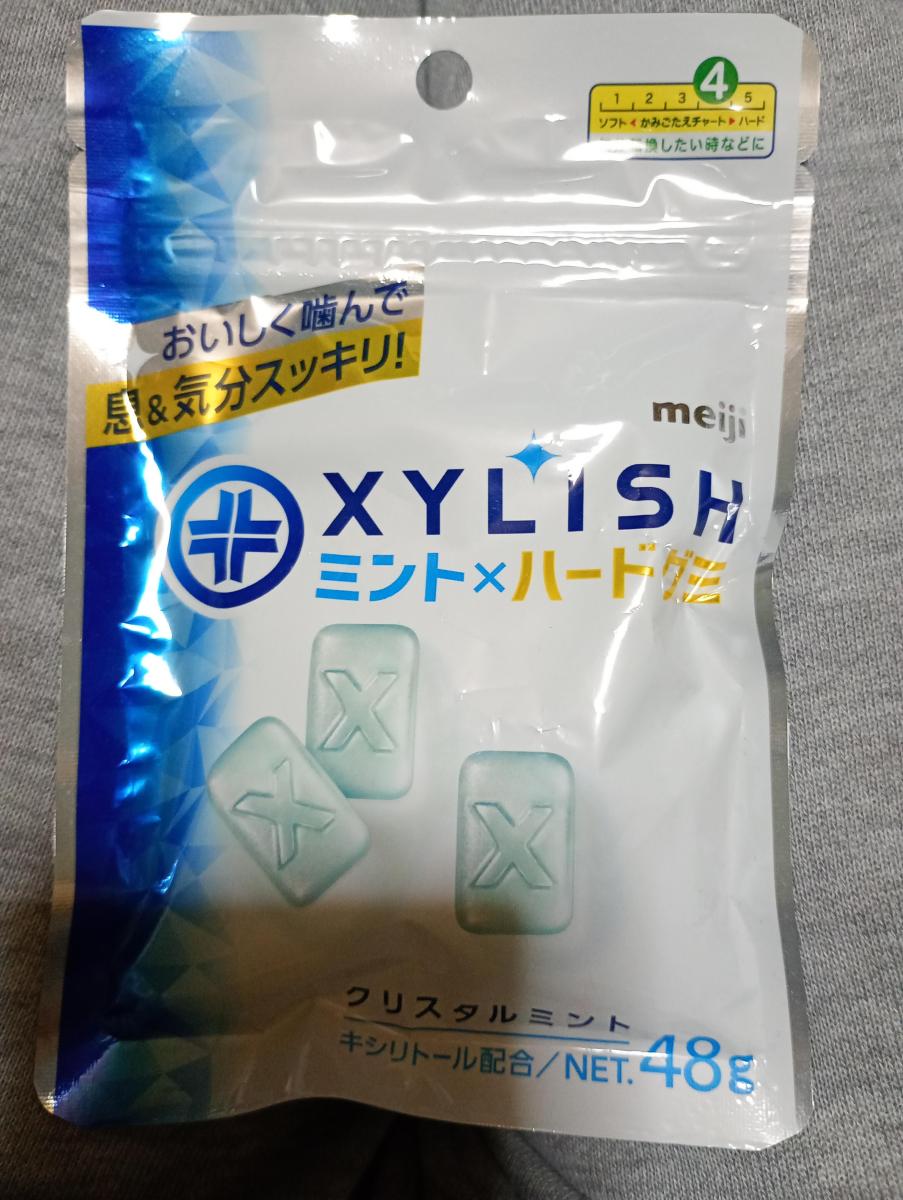 4
1 2 3 5
ソフト◀かみごたえチャート▶ハード
換したい時などに
おいしく噛んで
息&気分スッキリ!
meiji
XYLISH
ミント×ハードグミ
X
X
X
クリスタルミント
キシリトール配合/NET.48g